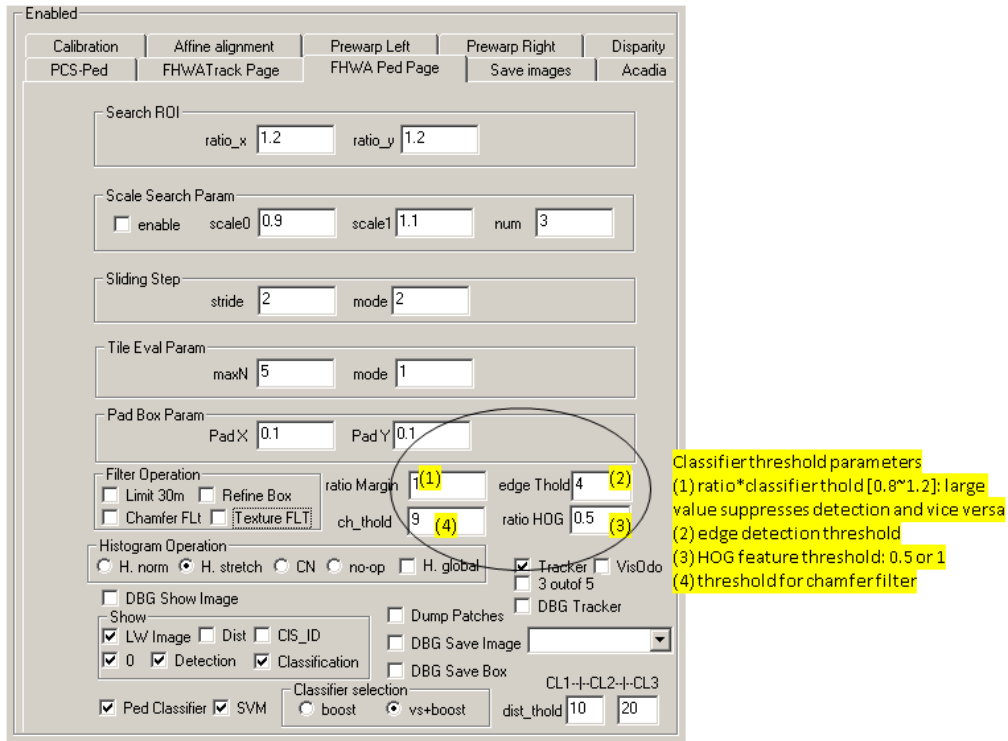 Enabled
Calibration Affine alignment Prewarp Left Prewarp Right Disparity
PCS-Ped FHWATrack Page FHWA Ped Page Save images Acadia
Search ROI
ratio_x 1.2 ratio_y 1.2
Scale Search Param
enable scale0 0.9 scale1 1.1 num 3
Sliding Step
stride 2 mode 2
Tile Eval Param
maxN 5 mode 1
Pad Box Param
Pad X 0.1 Pad Y 0.1
Filter Operation
Limit 30m Refine Box ratio Margin 1 (1) edge Thold 4 (2)
Chamfer FLt Texture FLT ch_thold 9 (4) ratio HOG 0.5 (3)
Classifier threshold parameters
(1) ratio*classifier thold [0.8~1.2]: large
value suppresses detection and vice versa
(2) edge detection threshold
(3) HOG feature threshold: 0.5 or 1
(4) threshold for chamfer filter
Histogram Operation
H. norm H. stretch CN no-op H. global Tracker VisOdo
3 outof 5
DBG Show Image DBG Tracker
Show Dump Patches
LW Image Dist CIS_ID DBG Save Image
0 Detection Classification DBG Save Box
CL1--|--CL2--|--CL3
Classifier selection
Ped Classifier SVM boost vs+boost dist_thold 10 20